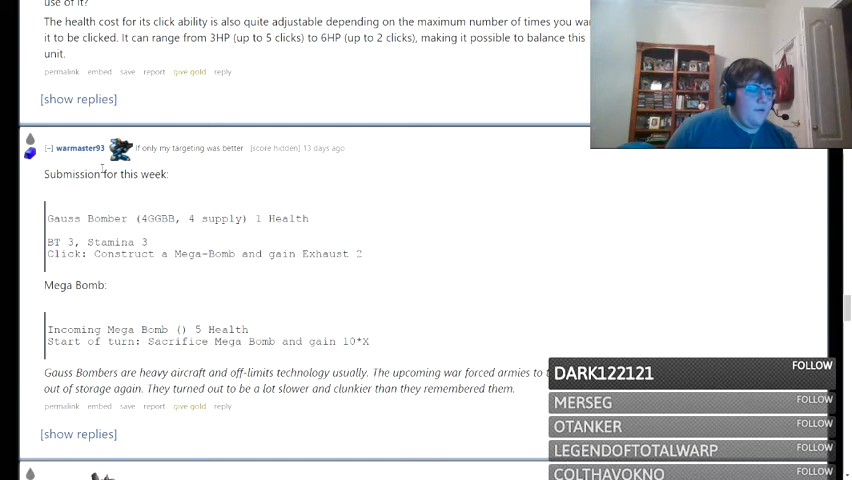 use of it?
The health cost for its click ability is also quite adjustable depending on the maximum number of times you wa
it to be clicked. It can range from 3HP (up to 5 clicks) to 6HP (up to 2 clicks), making it possible to balance this
unit.
permalink embed save report give gold reply
[show replies]
[-] warmaster93 If only my targeting was better [score hidden] 13 days ago
Submission for this week:
Gauss Bomber (4GGBB, 4 supply) 1 Health
BT 3, Stamina 3
Click: Construct a Mega-Bomb and gain Exhaust 2
Mega Bomb:
Incoming Mega Bomb () 5 Health
Start of turn: Sacrifice Mega Bomb and gain 10*X
Gauss Bombers are heavy aircraft and off-limits technology usually. The upcoming war forced armies to t
out of storage again. They turned out to be a lot slower and clunkier than they remembered them.
permalink embed save report give gold reply
[show replies]
DARK122121 FOLLOW
MERSEG FOLLOW
OTANKER FOLLOW
LEGENDOFTOTALWARP FOLLOW
COLTHAVOKNO FOLLOW